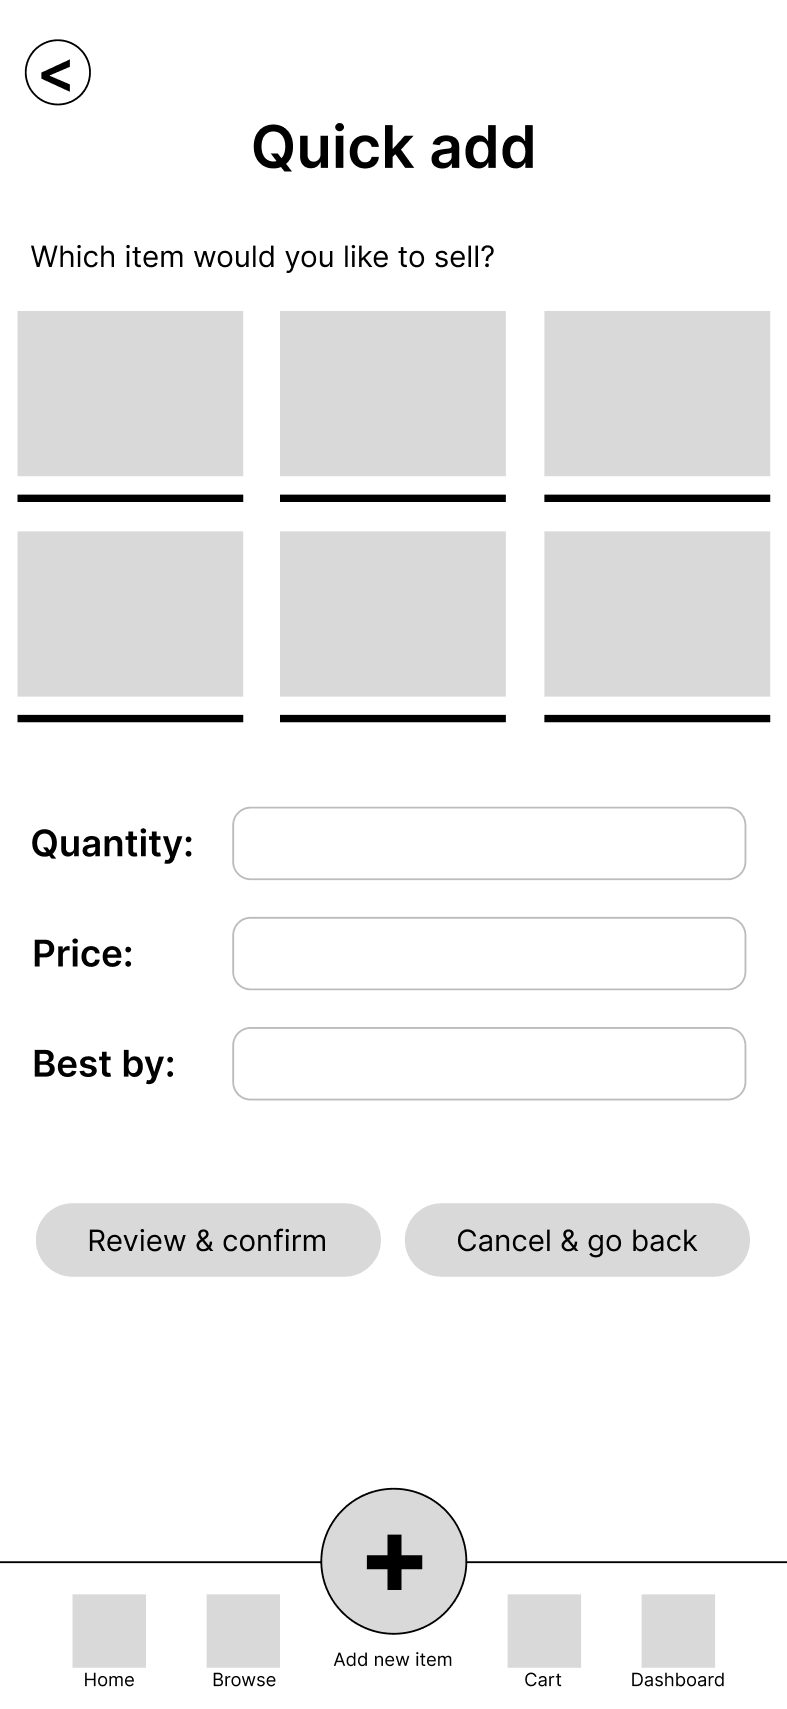 <
Quick add
Which item would you like to sell?
Quantity:
Price:
Best by:
Review & confirm
Cancel & go back
+
Add new item
Home
Browse
Cart
Dashboard